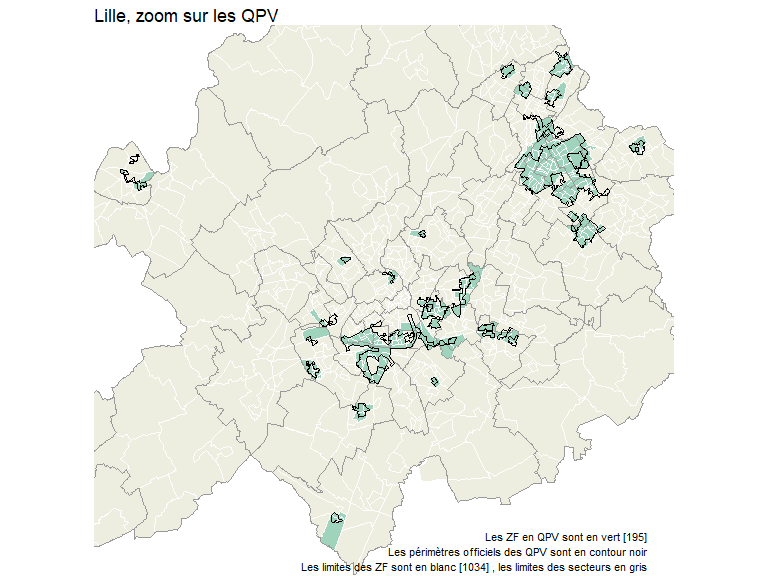 Lille, zoom sur les QPV
Les ZF en QPV sont en vert [195]
Les périmètres officiels des QPV sont en contour noir
Les limites des ZF sont en blanc [1034] , les limites des secteurs en gris